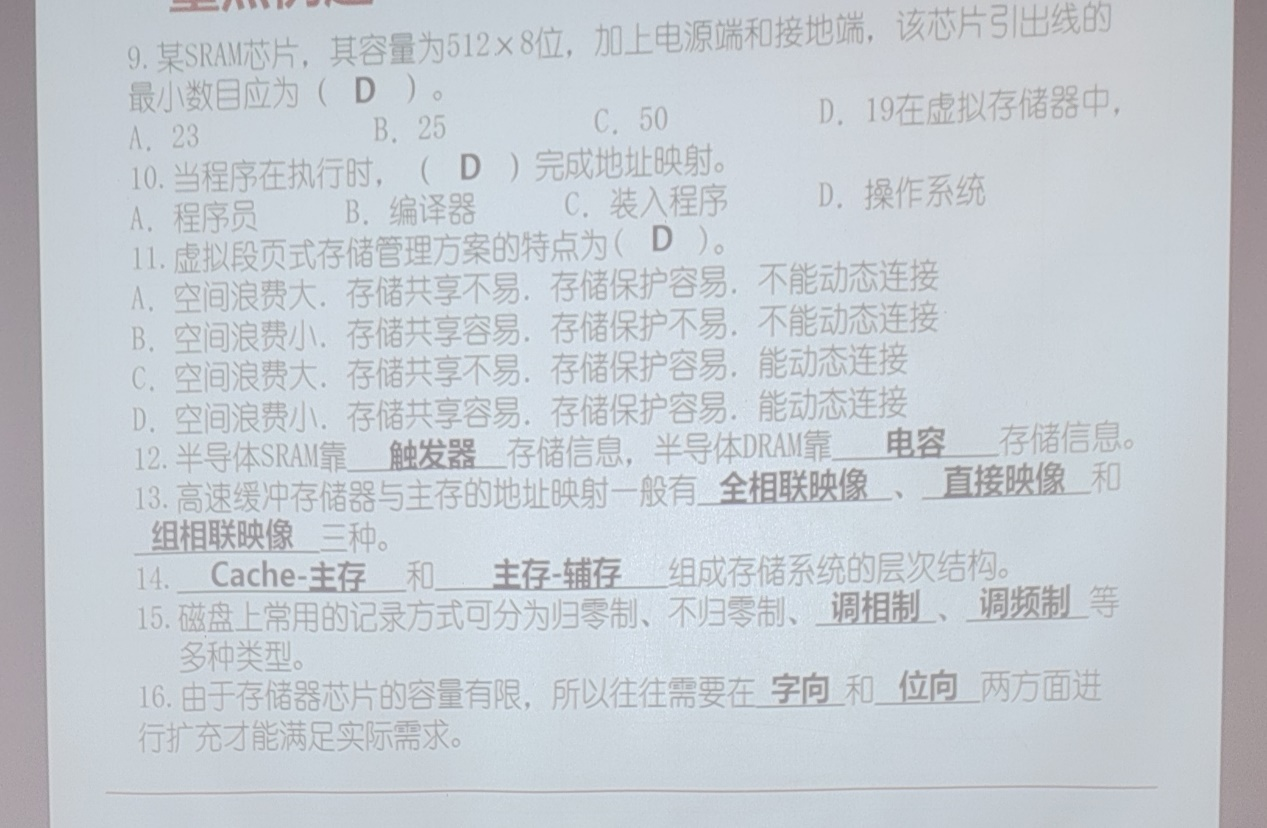 9. 某SRAM芯片，其容量为512×8位，加上电源端和接地端，该芯片引出线的
最小数目应为（ D ）。
A. 23 B. 25 C. 50 D. 19在虚拟存储器中，
10. 当程序在执行时，（ D ）完成地址映射。
A. 程序员 B. 编译器 C. 装入程序 D. 操作系统
11. 虚拟段页式存储管理方案的特点为（ D ）。
A. 空间浪费大. 存储共享不易. 存储保护容易. 不能动态连接
B. 空间浪费小. 存储共享容易. 存储保护不易. 不能动态连接
C. 空间浪费大. 存储共享不易. 存储保护容易. 能动态连接
D. 空间浪费小. 存储共享容易. 存储保护容易. 能动态连接
12. 半导体SRAM靠 触发器 存储信息，半导体DRAM靠 电容 存储信息。
13. 高速缓冲存储器与主存的地址映射一般有 全相联映像 、 直接映像 和
组相联映像 三种。
14. Cache-主存 和 主存-辅存 组成存储系统的层次结构。
15. 磁盘上常用的记录方式可分为归零制、不归零制、 调相制 、 调频制 等
多种类型。
16. 由于存储器芯片的容量有限，所以往往需要在 字向 和 位向 两方面进
行扩充才能满足实际需求。